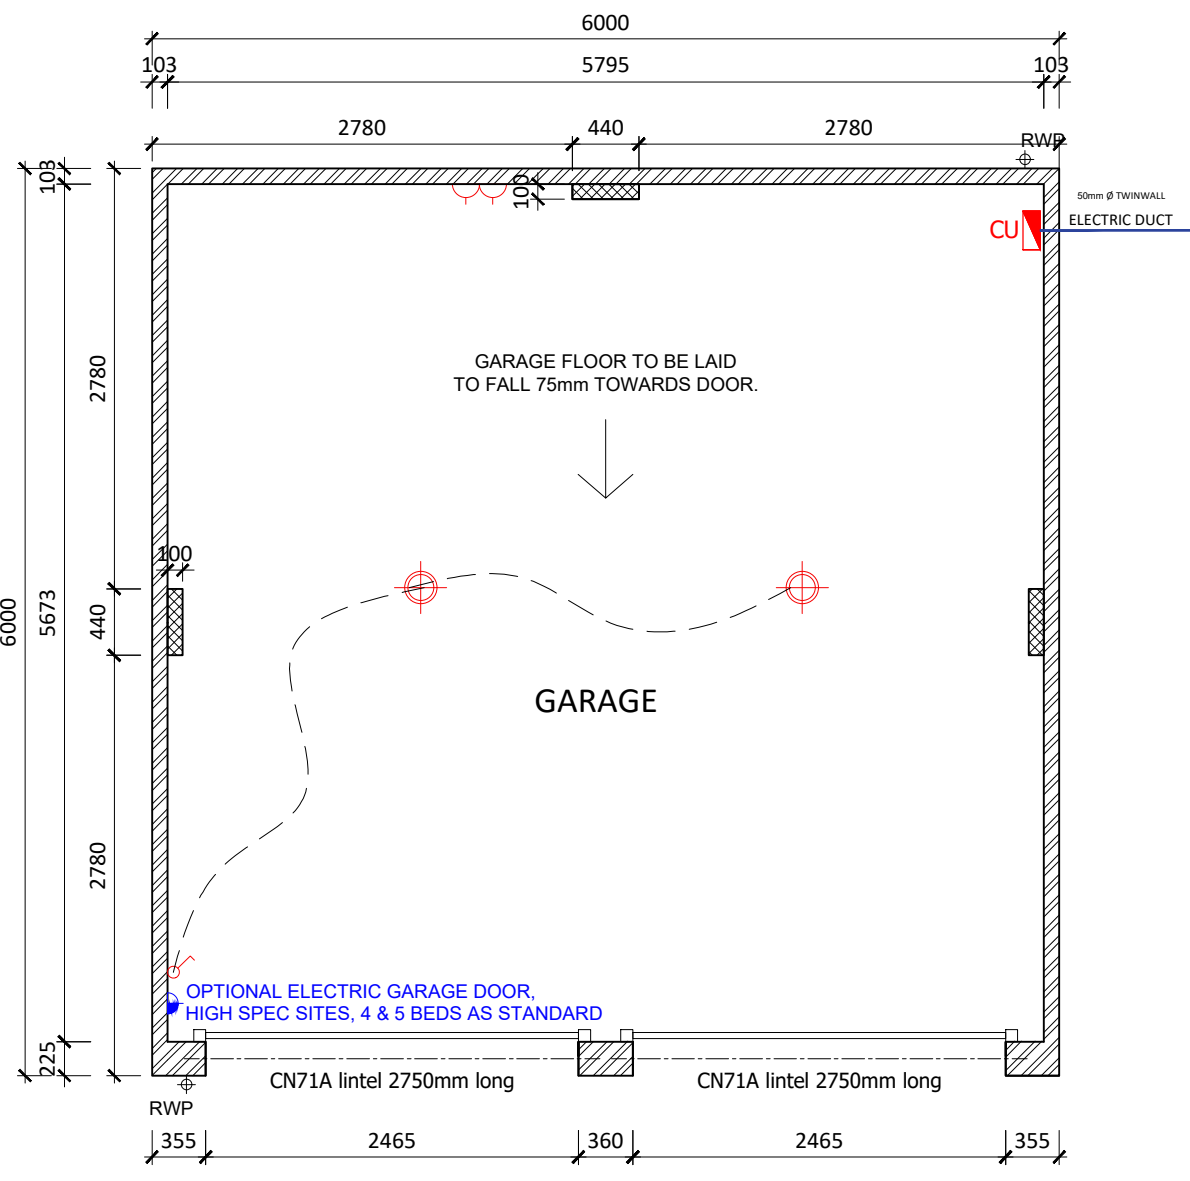 6000
103
5795
103
2780
440
2780
RWP
103
100
50mm Ø TWINWALL
ELECTRIC DUCT
CU
GARAGE FLOOR TO BE LAID
TO FALL 75mm TOWARDS DOOR.
2780
100
6000
5673
440
GARAGE
2780
OPTIONAL ELECTRIC GARAGE DOOR,
HIGH SPEC SITES, 4 & 5 BEDS AS STANDARD
225
CN71A lintel 2750mm long
CN71A lintel 2750mm long
RWP
355
2465
360
2465
355